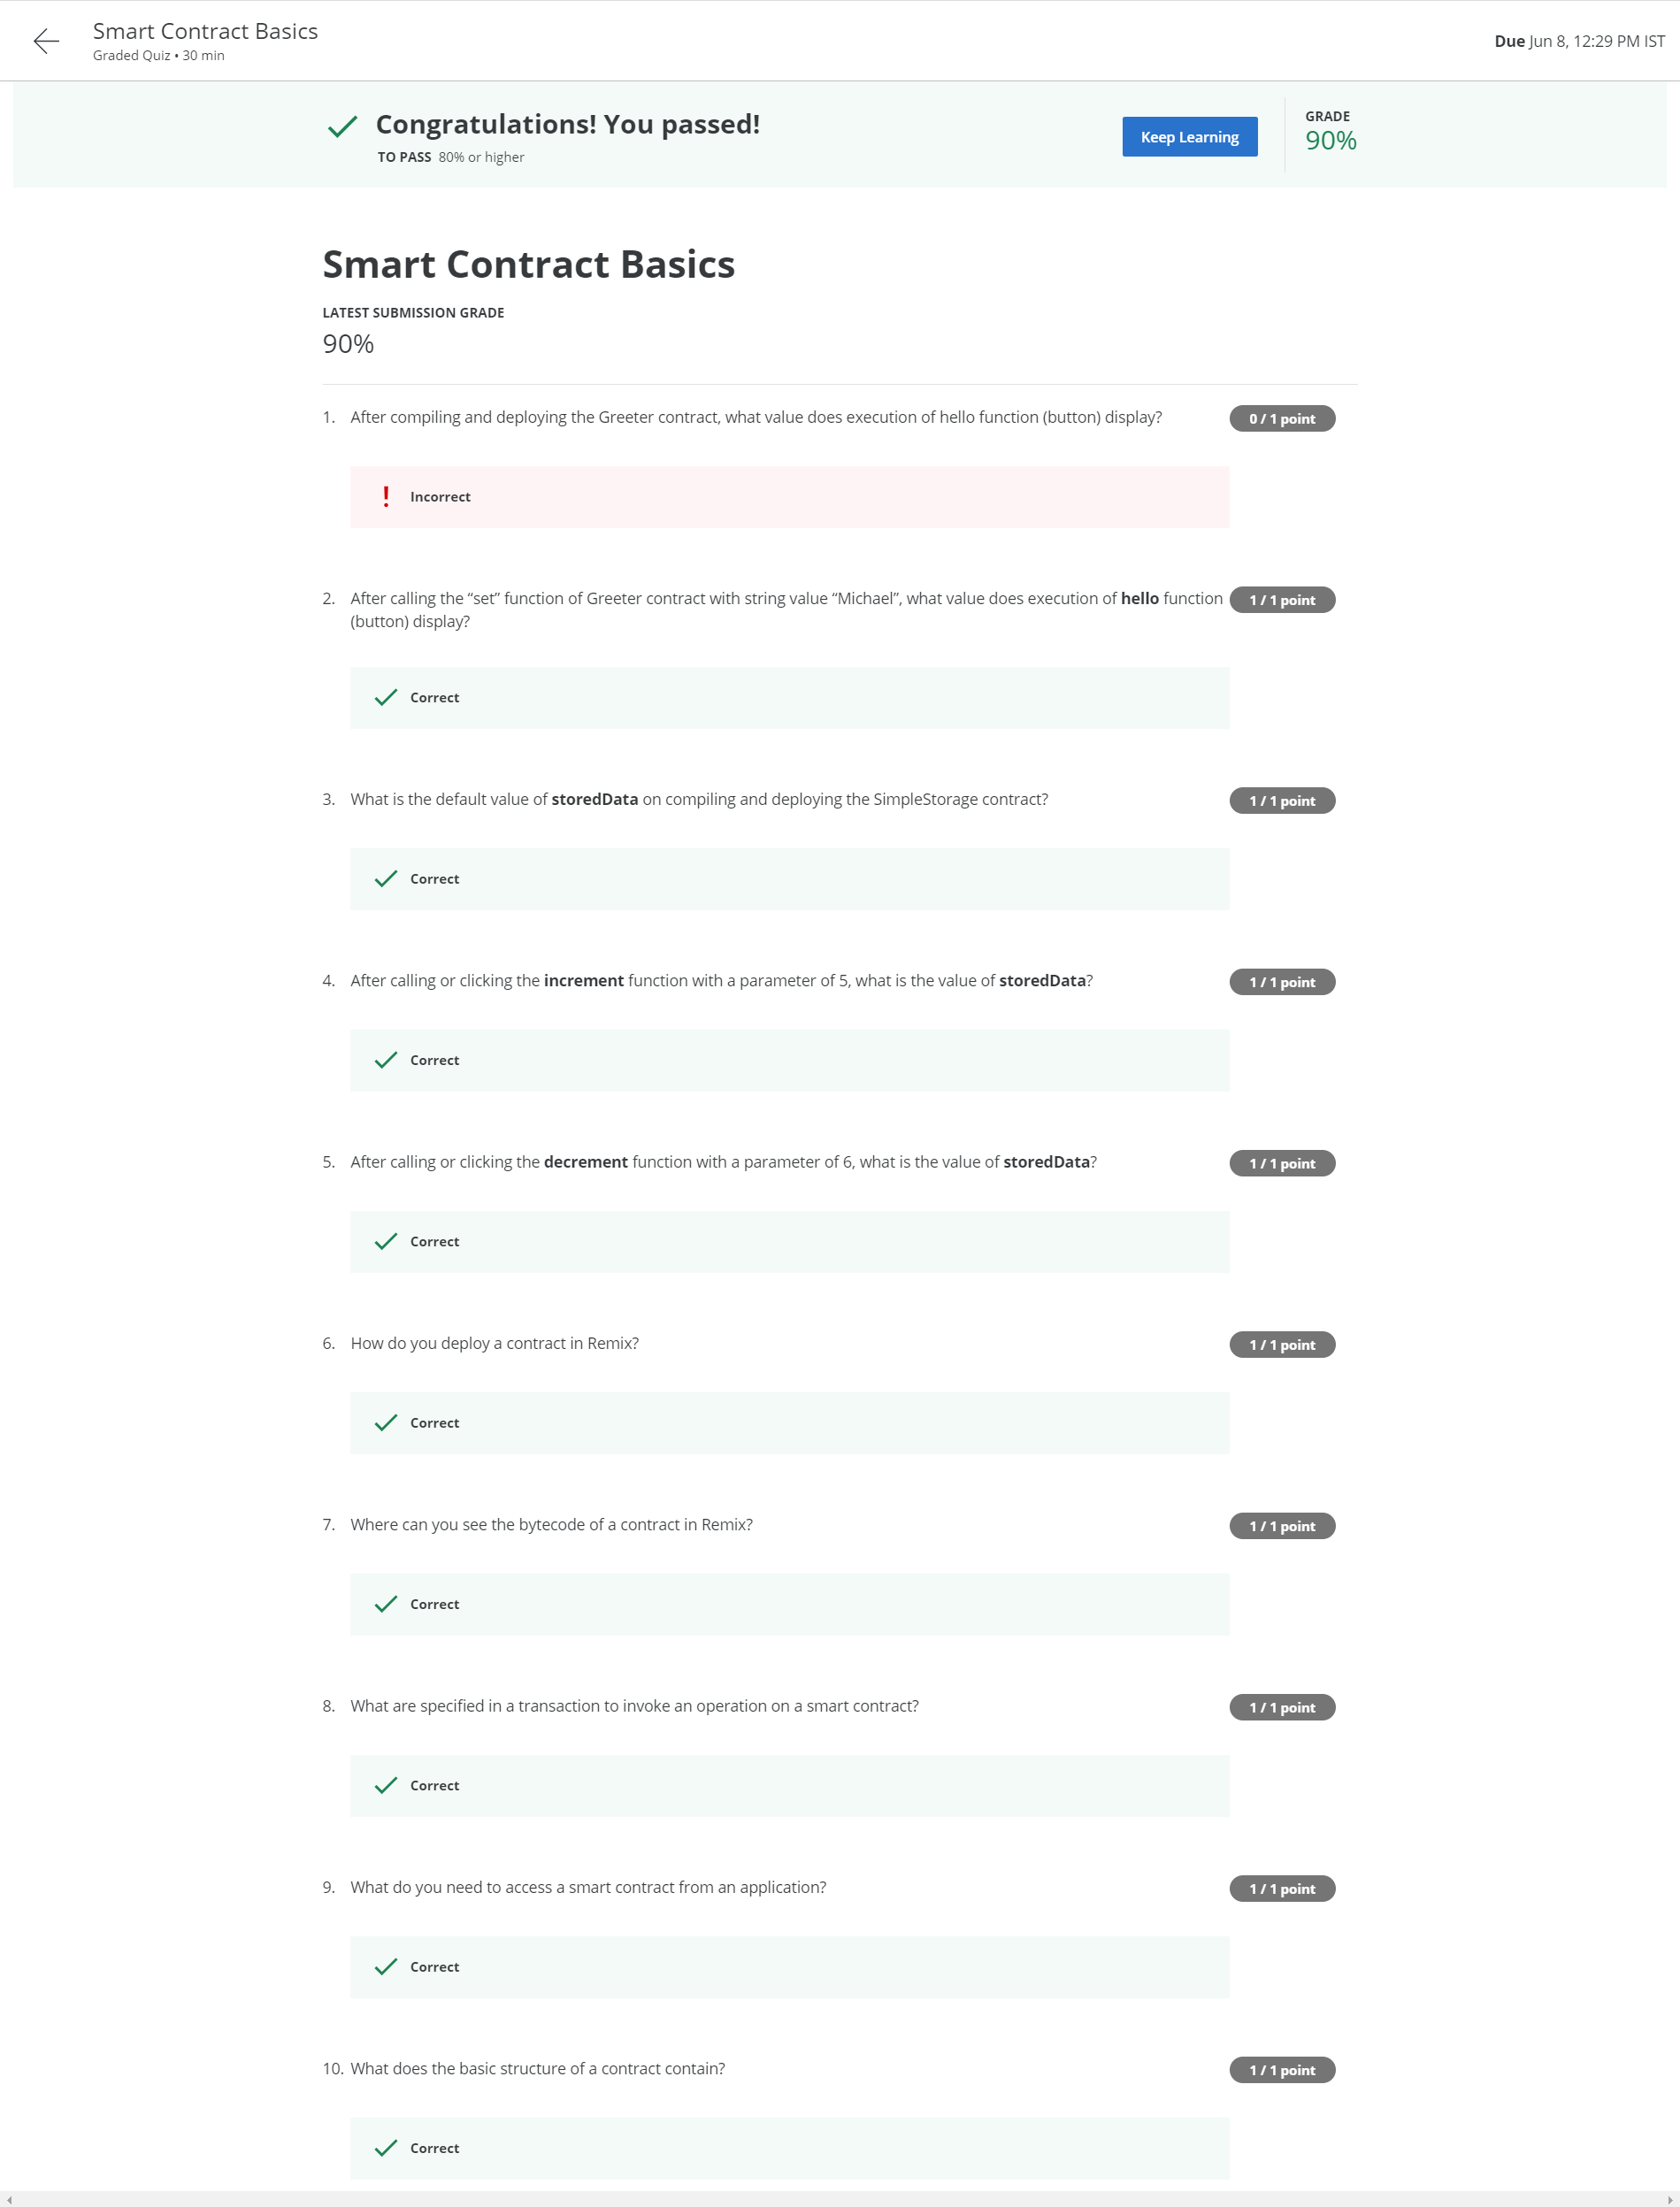 Smart Contract Basics
Graded Quiz • 30 min
Due Jun 8, 12:29 PM IST
Congratulations! You passed!
TO PASS 80% or higher
Keep Learning
GRADE
90%
Smart Contract Basics
LATEST SUBMISSION GRADE
90%
1. After compiling and deploying the Greeter contract, what value does execution of hello function (button) display?
0 / 1 point
Incorrect
2. After calling the “set” function of Greeter contract with string value “Michael”, what value does execution of hello function
(button) display?
1 / 1 point
Correct
3. What is the default value of storedData on compiling and deploying the SimpleStorage contract?
1 / 1 point
Correct
4. After calling or clicking the increment function with a parameter of 5, what is the value of storedData?
1 / 1 point
Correct
5. After calling or clicking the decrement function with a parameter of 6, what is the value of storedData?
1 / 1 point
Correct
6. How do you deploy a contract in Remix?
1 / 1 point
Correct
7. Where can you see the bytecode of a contract in Remix?
1 / 1 point
Correct
8. What are specified in a transaction to invoke an operation on a smart contract?
1 / 1 point
Correct
9. What do you need to access a smart contract from an application?
1 / 1 point
Correct
10. What does the basic structure of a contract contain?
1 / 1 point
Correct